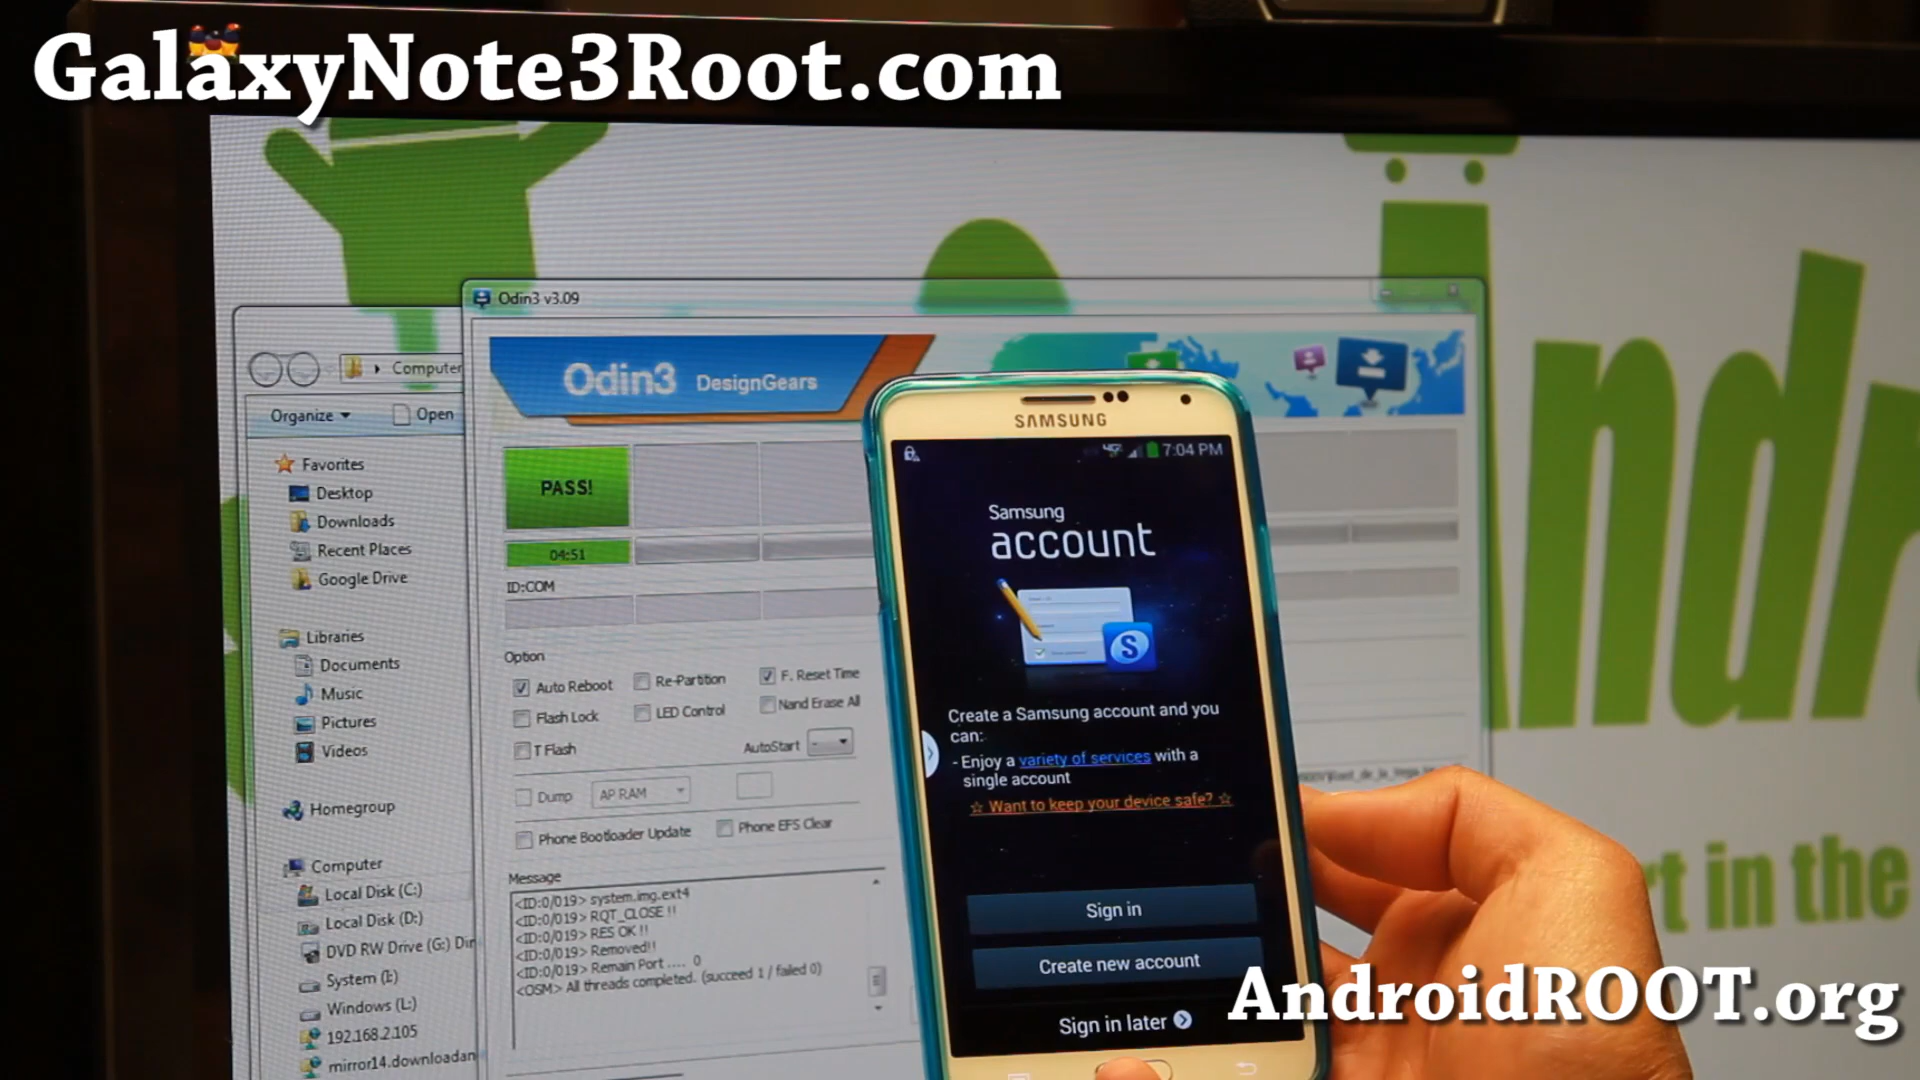 GalaxyNote3Root.com
Odin3 v3.09
Odin3 DesignGears
Computer
Organize
Open
Favorites
Desktop
Downloads
Recent Places
Google Drive
Libraries
Documents
Music
Pictures
Videos
Homegroup
Computer
Local Disk (C:)
Local Disk (D:)
DVD RW Drive (G:) Dir
System (I:)
Windows (L:)
192.168.2.105
mirror14.downloadan
PASS!
04:51
ID:COM
Option
Auto Reboot
Re-Partition
F. Reset Time
Flash Lock
LED Control
Nand Erase All
T Flash
AutoStart
-
Dump
AP RAM
Phone Bootloader Update
Phone EFS Clear
Message
<ID:0/019> system.img.ext4
<ID:0/019> RQT_CLOSE !!
<ID:0/019> RES OK !!
<ID:0/019> Removed!!
<ID:0/019> Remain Port .... 0
<OSM> All threads completed. (succeed 1 / failed 0)
SAMSUNG
7:04 PM
Samsung
account
S
Create a Samsung account and you
can:
- Enjoy a variety of services with a
single account
☆ Want to keep your device safe? ☆
Sign in
Create new account
Sign in later
Andr
rt in the
AndroidROOT.org